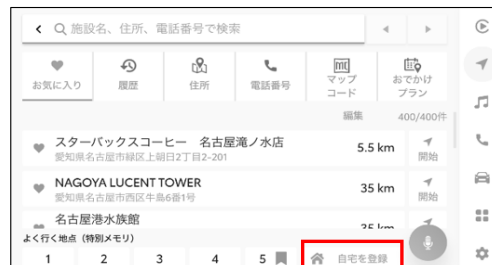 施設名、住所、電話番号で検索
お気に入り
履歴
住所
電話番号
マップ
コード
おでかけ
プラン
編集
400/400件
スターバックスコーヒー 名古屋滝ノ水店
愛知県名古屋市緑区上朝日2丁目2-201
5.5 km
開始
NAGOYA LUCENT TOWER
愛知県名古屋市西区牛島6番1号
35 km
開始
名古屋港水族館
35 km
よく行く地点(特別メモリ)
1 2 3 4 5
自宅を登録